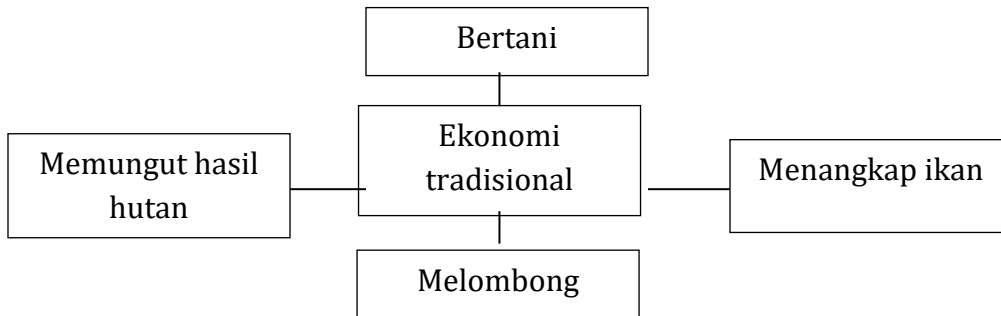 Bertani
Ekonomi
tradisional
Memungut hasil
hutan
Menangkap ikan
Melombong